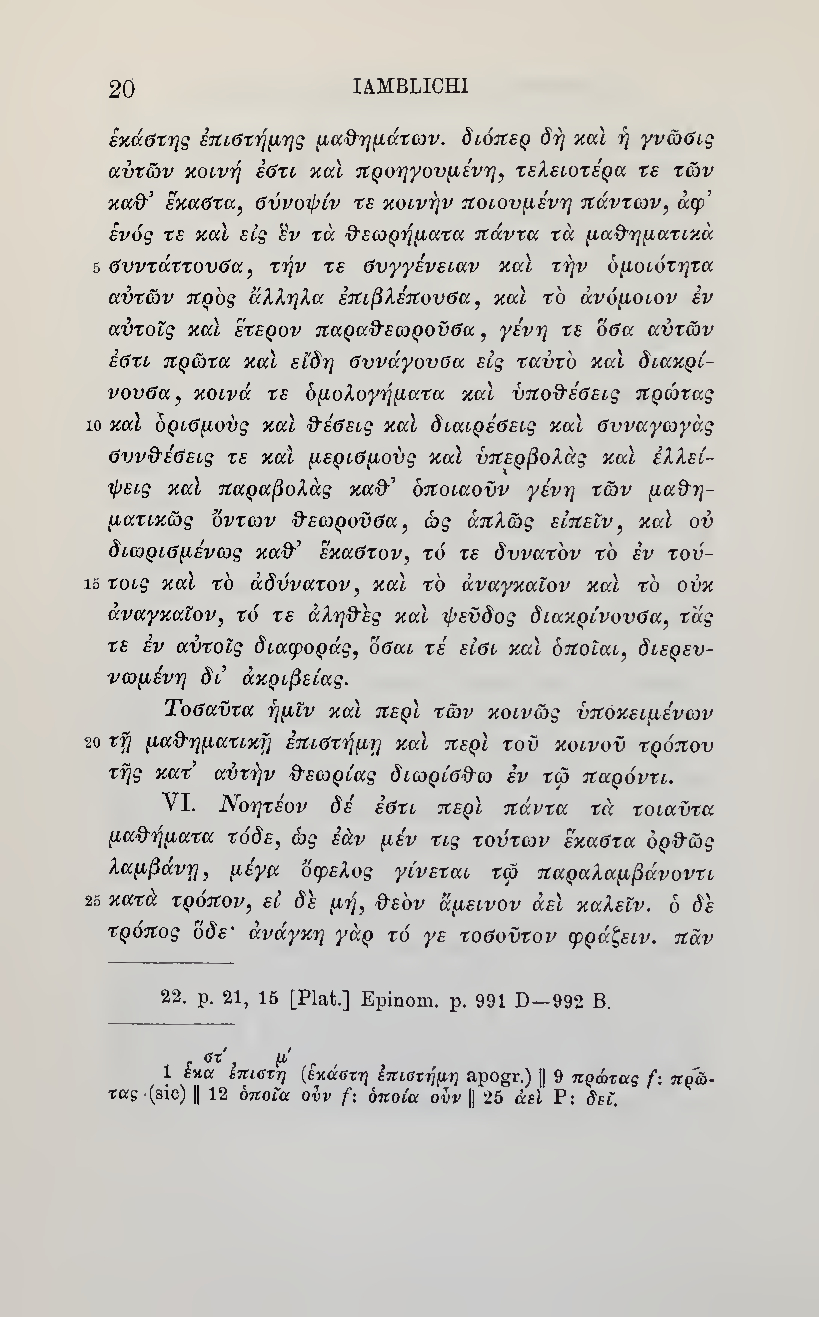 20 IAMBLICHI
ἑκάστης ἐπιστήμης μαθημάτων. διόπερ δὴ καὶ ἡ γνῶσις
αὐτῶν κοινή ἐστι καὶ προηγουμένη, τελειοτέρα τε τῶν
καθ’ ἕκαστα, σύνοψίν τε κοινὴν ποιουμένη πάντων, ἀφ’
ἑνός τε καὶ εἰς ἓν τὰ θεωρήματα πάντα τὰ μαθηματικὰ
5 συντάττουσα, τήν τε συγγένειαν καὶ τὴν ὁμοιότητα
αὐτῶν πρὸς ἄλληλα ἐπιβλέπουσα, καὶ τὸ ἀνόμοιον ἐν
αὐτοῖς καὶ ἕτερον παραθεωροῦσα, γένη τε ὅσα αὐτῶν
ἐστι πρῶτα καὶ εἴδη συνάγουσα εἰς ταὐτὸ καὶ διακρί-
νουσα, κοινά τε ὁμολογήματα καὶ ὑποθέσεις πρώτας
10 καὶ ὁρισμοὺς καὶ θέσεις καὶ διαιρέσεις καὶ συναγωγὰς
συνθέσεις τε καὶ μερισμοὺς καὶ ὑπερβολὰς καὶ ἐλλεί-
ψεις καὶ παραβολὰς καθ’ ὁποιαοῦν γένη τῶν μαθη-
ματικῶς ὄντων θεωροῦσα, ὡς ἁπλῶς εἰπεῖν, καὶ οὐ
διωρισμένως καθ’ ἕκαστον, τό τε δυνατὸν τὸ ἐν τού-
15 τοις καὶ τὸ ἀδύνατον, καὶ τὸ ἀναγκαῖον καὶ τὸ οὐκ
ἀναγκαῖον, τό τε ἀληθὲς καὶ ψεῦδος διακρίνουσα, τάς
τε ἐν αὐτοῖς διαφοράς, ὅσαι τέ εἰσι καὶ ὁποῖαι, διερευ-
νωμένη δι’ ἀκριβείας.
Τοσαῦτα ἡμῖν καὶ περὶ τῶν κοινῶς ὑποκειμένων
20 τῇ μαθηματικῇ ἐπιστήμῃ καὶ περὶ τοῦ κοινοῦ τρόπου
τῆς κατ’ αὐτὴν θεωρίας διωρίσθω ἐν τῷ παρόντι.
VI. Νοητέον δέ ἐστι περὶ πάντα τὰ τοιαῦτα
μαθήματα τόδε, ὡς ἐὰν μέν τις τούτων ἕκαστα ὀρθῶς
λαμβάνῃ, μέγα ὄφελος γίνεται τῷ παραλαμβάνοντι
25 κατὰ τρόπον, εἰ δὲ μή, θεὸν ἄμεινον ἀεὶ καλεῖν. ὁ δὲ
τρόπος ὅδε· ἀνάγκη γὰρ τό γε τοσοῦτον φράζειν. πᾶν
22. p. 21, 15 [Plat.] Epinom. p. 991 D—992 B.
1 ἑκαστ´ ἐπιστημ´ (ἑκάστη ἐπιστήμη apogr.) || 9 πρώτας f: πρῶ-
τας (sic) || 12 ὁποῖα οὖν f: ὁποία οὖν || 25 ἀεὶ P: δεῖ.